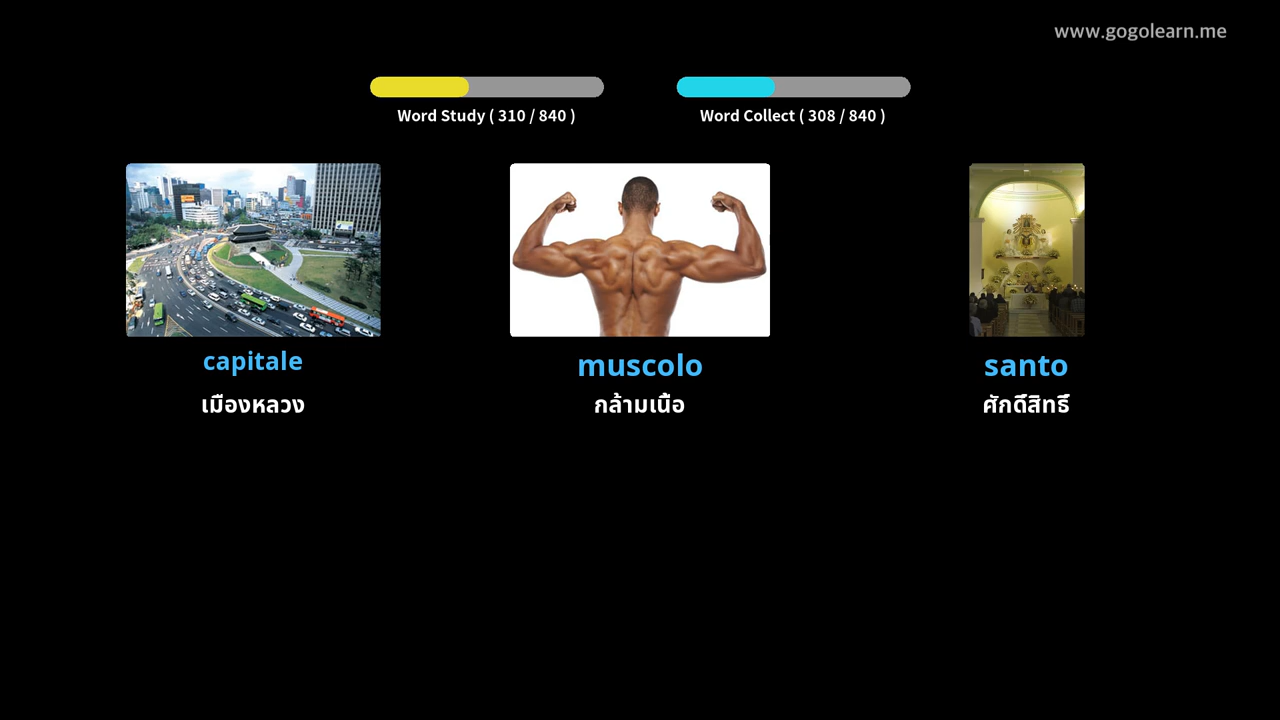 www.gogolearn.me
Word Study ( 310 / 840 )
Word Collect ( 308 / 840 )
capitale
muscolo
santo
เมืองหลวง
กล้ามเนื้อ
ศักดิ์สิทธิ์